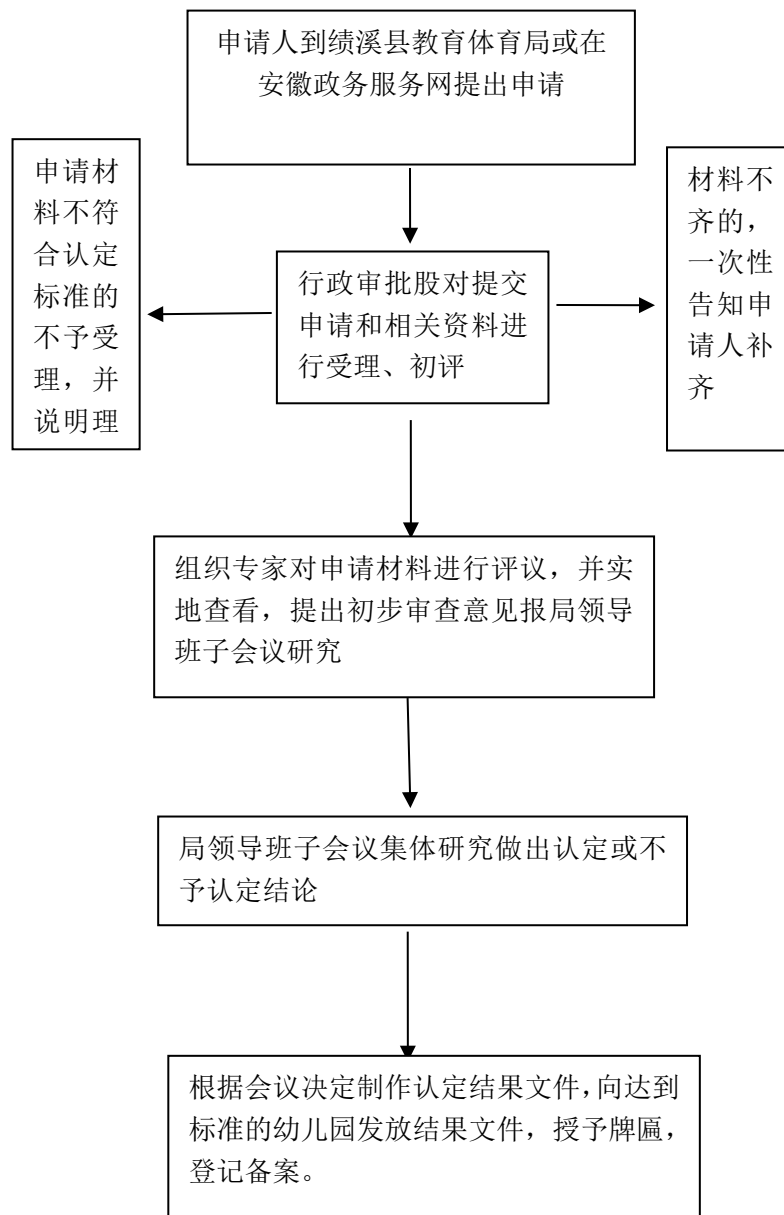 申请人到绩溪县教育体育局或在
安徽政务服务网提出申请
申请材
料不符
合认定
标准的
不予受
理，并
说明理
行政审批股对提交
申请和相关资料进
行受理、初评
材料不
齐的，
一次性
告知申
请人补
齐
组织专家对申请材料进行评议，并实
地查看，提出初步审查意见报局领导
班子会议研究
局领导班子会议集体研究做出认定或不
予认定结论
根据会议决定制作认定结果文件，向达到
标准的幼儿园发放结果文件，授予牌匾，
登记备案。